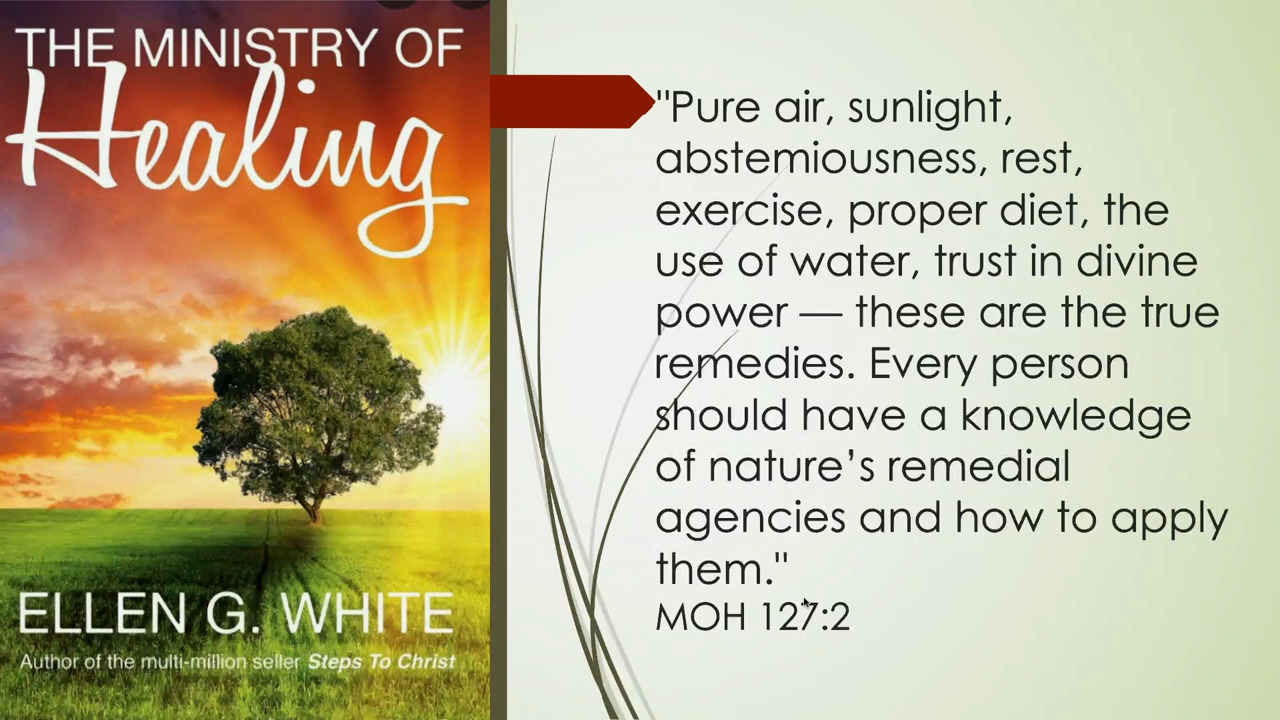 THE MINISTRY OF
Healing
ELLEN G. WHITE
Author of the multi-million seller Steps To Christ
"Pure air, sunlight,
abstemiousness, rest,
exercise, proper diet, the
use of water, trust in divine
power — these are the true
remedies. Every person
should have a knowledge
of nature’s remedial
agencies and how to apply
them."
MOH 127:2